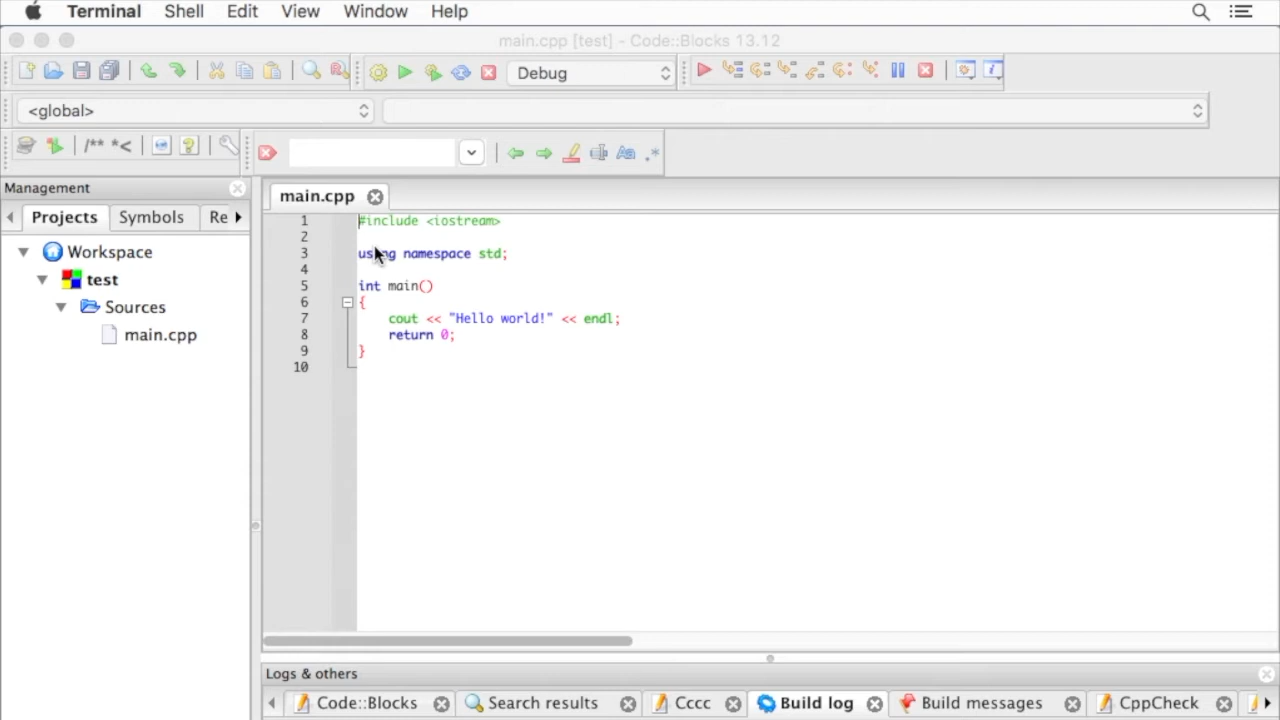 Terminal Shell Edit View Window Help
main.cpp [test] - Code::Blocks 13.12
Debug
<global>
/** *<
Aa .*
Management
Projects Symbols Re
main.cpp
Workspace
test
Sources
main.cpp
1 #include <iostream>
2
3 using namespace std;
4
5 int main()
6 {
7 cout << "Hello world!" << endl;
8 return 0;
9 }
10
Logs & others
Code::Blocks Search results Cccc Build log Build messages CppCheck